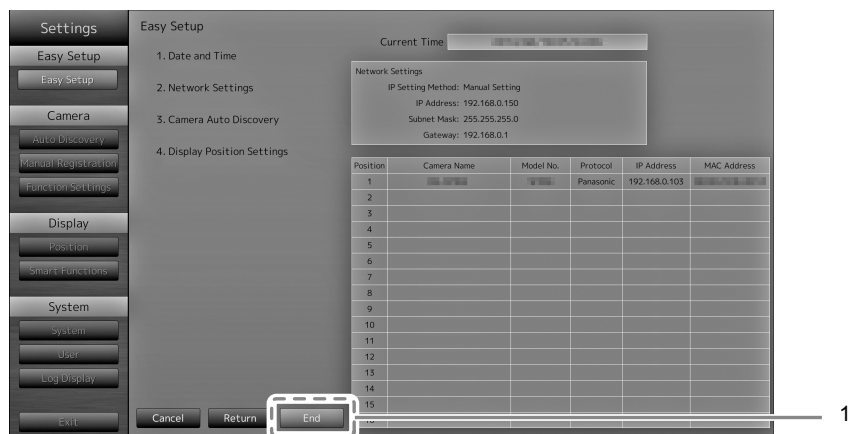 Settings
Easy Setup
Easy Setup
Camera
Auto Discovery
Manual Registration
Function Settings
Display
Position
Smart Functions
System
System
User
Log Display
Exit
Easy Setup
1. Date and Time
2. Network Settings
3. Camera Auto Discovery
4. Display Position Settings
Cancel Return End
Current Time
Network Settings
IP Setting Method: Manual Setting
IP Address: 192.168.0.150
Subnet Mask: 255.255.255.0
Gateway: 192.168.0.1
Position Camera Name Model No. Protocol IP Address MAC Address
1 Panasonic 192.168.0.103
2
3
4
5
6
7
8
9
10
11
12
13
14
15
1